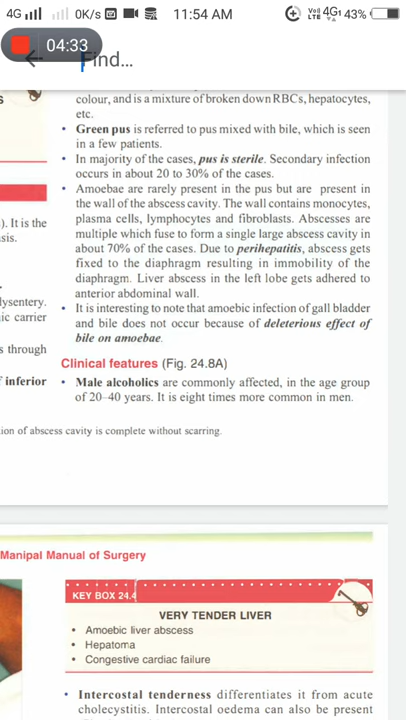 4G 0K/s 11:54 AM VoLTE 4G 43%
04:33
Find...
colour, and is a mixture of broken down RBCs, hepatocytes,
etc.
• Green pus is referred to pus mixed with bile, which is seen
in a few patients.
• In majority of the cases, pus is sterile. Secondary infection
occurs in about 20 to 30% of the cases.
• Amoebae are rarely present in the pus but are present in
the wall of the abscess cavity. The wall contains monocytes,
plasma cells, lymphocytes and fibroblasts. Abscesses are
multiple which fuse to form a single large abscess cavity in
about 70% of the cases. Due to perihepatitis, abscess gets
fixed to the diaphragm resulting in immobility of the
diaphragm. Liver abscess in the left lobe gets adhered to
anterior abdominal wall.
• It is interesting to note that amoebic infection of gall bladder
and bile does not occur because of deleterious effect of
bile on amoebae.
Clinical features (Fig. 24.8A)
• Male alcoholics are commonly affected, in the age group
of 20–40 years. It is eight times more common in men.
s
). It is the
sis.
lysentery.
ic carrier
s through
f inferior
ion of abscess cavity is complete without scarring.
Manipal Manual of Surgery
KEY BOX 24.4
VERY TENDER LIVER
• Amoebic liver abscess
• Hepatoma
• Congestive cardiac failure
• Intercostal tenderness differentiates it from acute
cholecystitis. Intercostal oedema can also be present